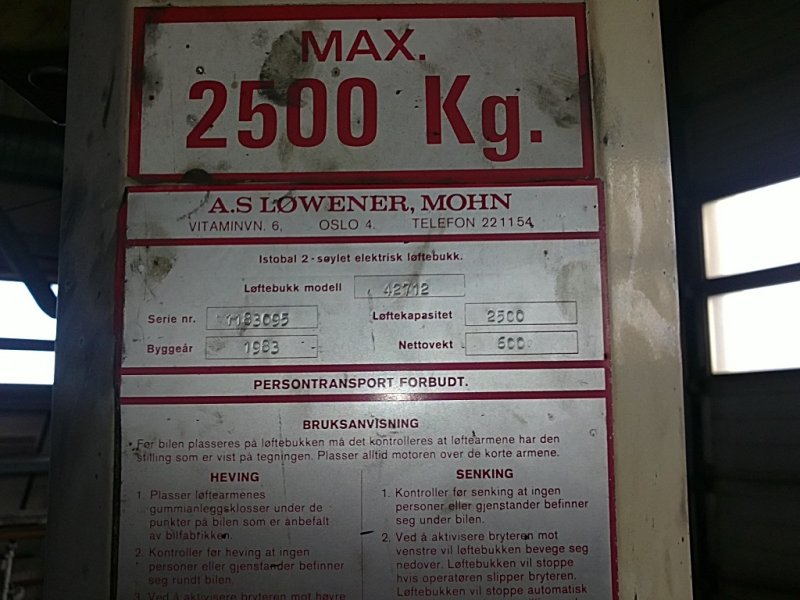 MAX.
2500 Kg.
A.S LØWENER, MOHN
VITAMINVN. 6, OSLO 4. TELEFON 221154
Istobal 2-søylet elektrisk løftebukk.
Løftebukk modell 42712
Serie nr. 1183095 Løftekapasitet 2500
Byggeår 1983 Nettovekt 600
PERSONTRANSPORT FORBUDT.
BRUKSANVISNING
Før bilen plasseres på løftebukken må det kontrolleres at løftearmene har den
stilling som er vist på tegningen. Plasser alltid motoren over de korte armene.
HEVING
1. Plasser løftearmenes
gummianleggsklosser under de
punkter på bilen som er anbefalt
av bilfabrikken.
2. Kontroller før heving at ingen
personer eller gjenstander befinner
seg rundt bilen.
3. Ved å aktivisere bryteren mot høyre
SENKING
1. Kontroller før senking at ingen
personer eller gjenstander befinner
seg under bilen.
2. Ved å aktivisere bryteren mot
venstre vil løftebukken bevege seg
nedover. Løftebukken vil stoppe
hvis operatøren slipper bryteren.
Løftebukken vil stoppe automatisk